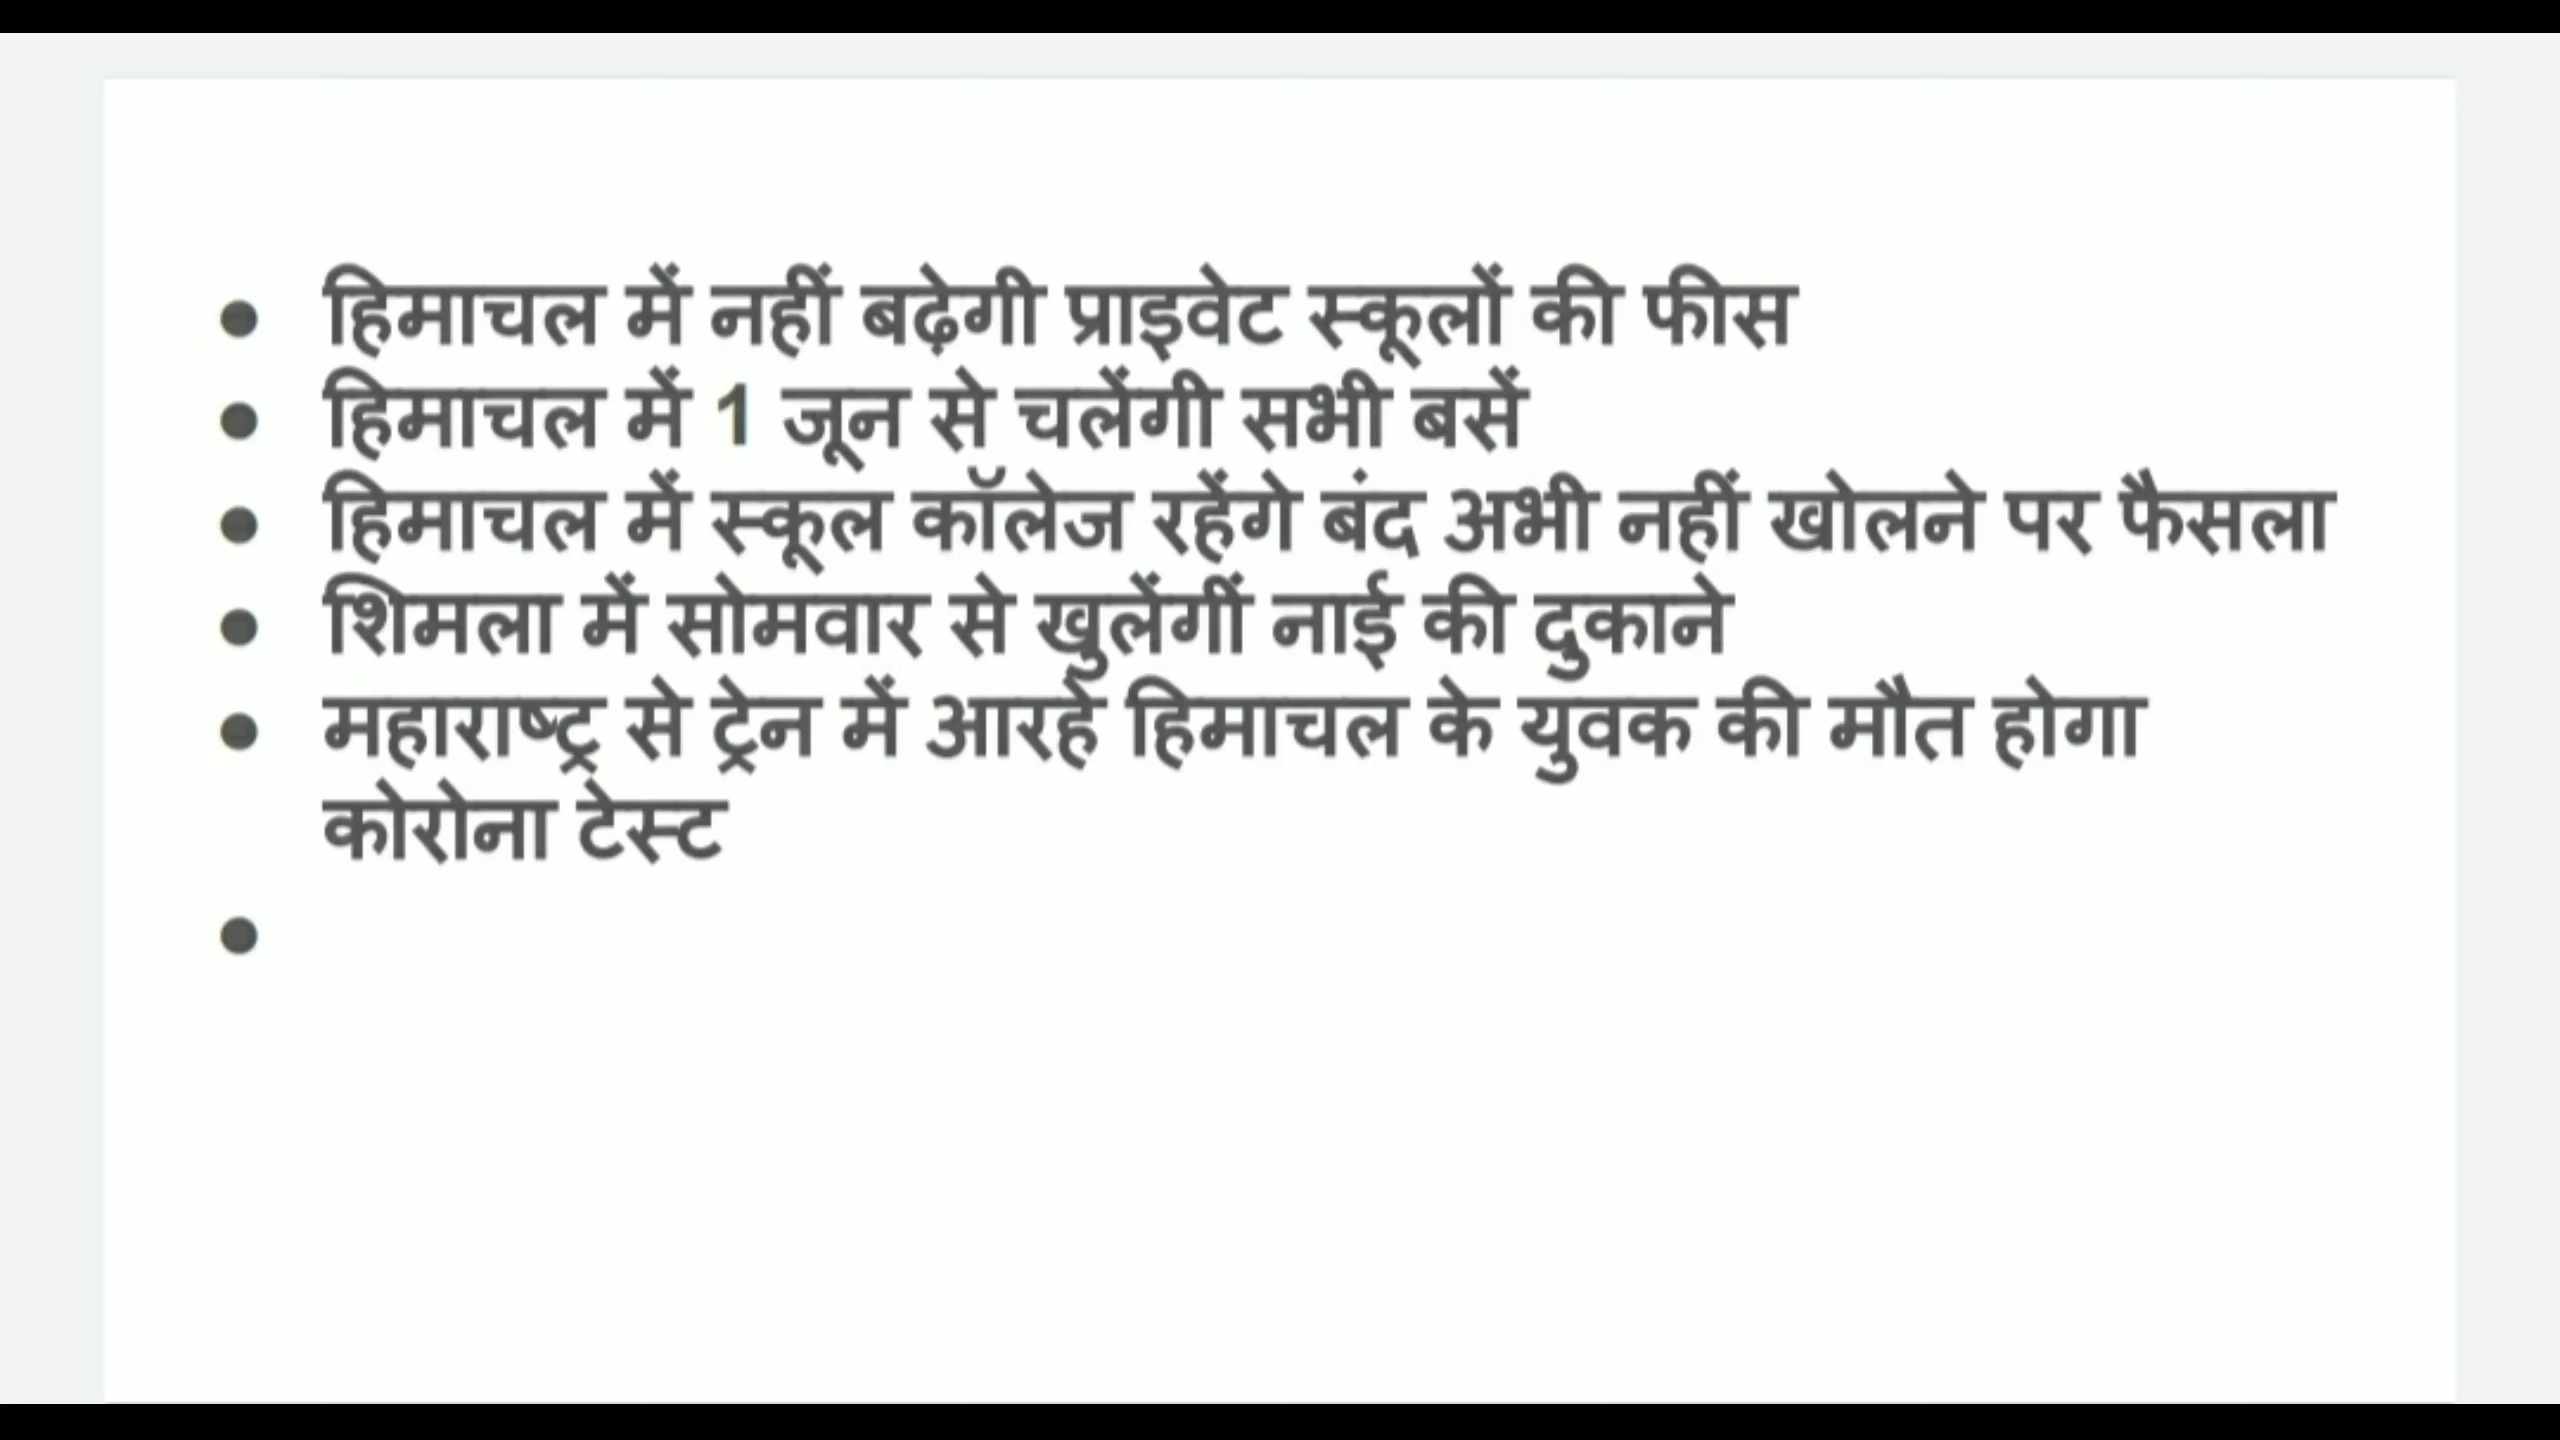 ● हिमाचल में नहीं बढ़ेगी प्राइवेट स्कूलों की फीस
● हिमाचल में 1 जून से चलेंगी सभी बसें
● हिमाचल में स्कूल कॉलेज रहेंगे बंद अभी नहीं खोलने पर फैसला
● शिमला में सोमवार से खुलेंगीं नाई की दुकाने
● महाराष्ट्र से ट्रेन में आरहे हिमाचल के युवक की मौत होगा
कोरोना टेस्ट
●